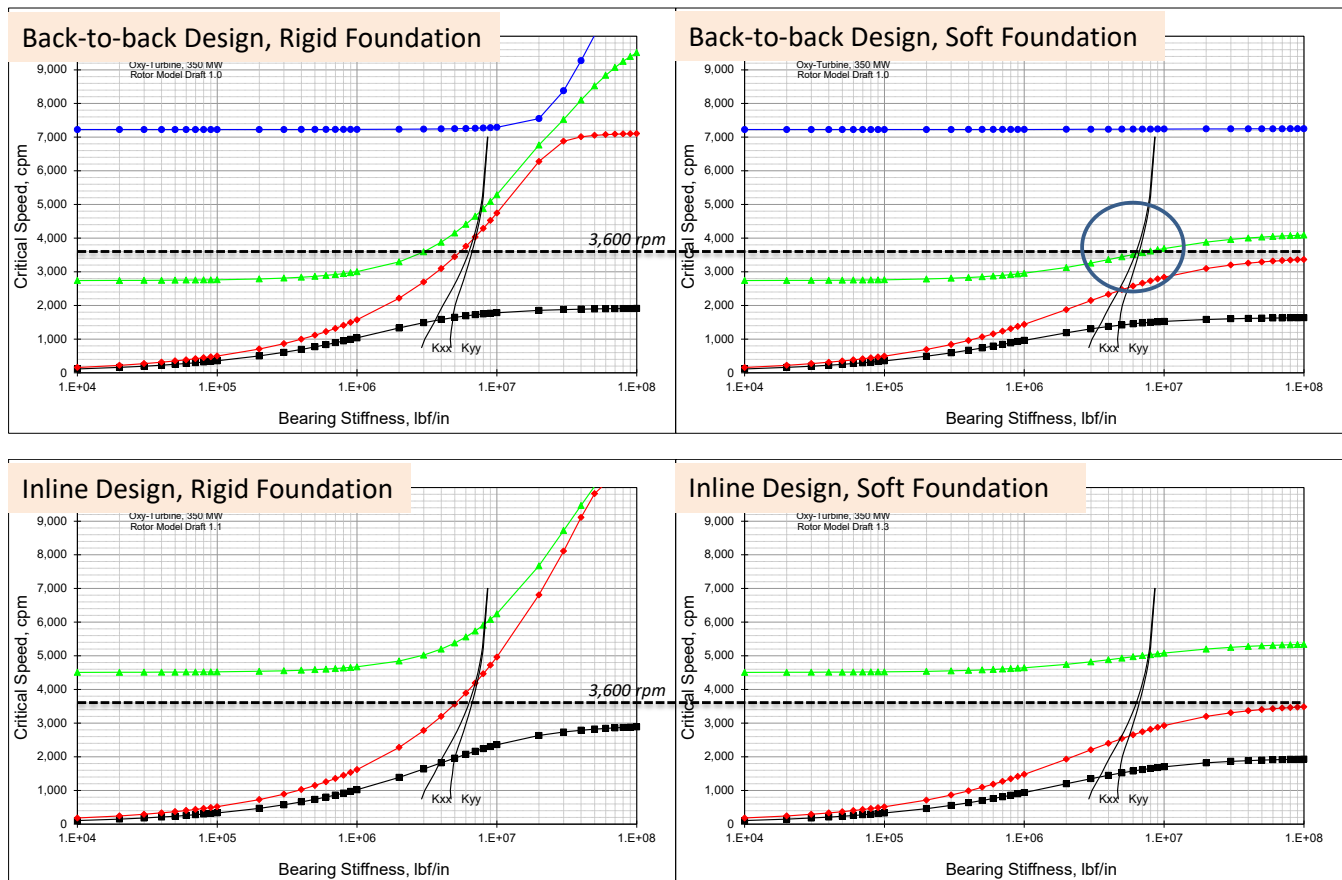 Back-to-back Design, Rigid Foundation
Oxy-Turbine, 350 MW
Rotor Model Draft 1.0
Critical Speed, cpm
9,000
8,000
7,000
6,000
5,000
4,000
3,000
2,000
1,000
0
3,600 rpm
Kxx Kyy
1.E+04 1.E+05 1.E+06 1.E+07 1.E+08
Bearing Stiffness, lbf/in
Back-to-back Design, Soft Foundation
Oxy-Turbine, 350 MW
Rotor Model Draft 1.0
Critical Speed, cpm
9,000
8,000
7,000
6,000
5,000
4,000
3,000
2,000
1,000
0
Kxx Kyy
1.E+04 1.E+05 1.E+06 1.E+07 1.E+08
Bearing Stiffness, lbf/in
Inline Design, Rigid Foundation
Oxy-Turbine, 350 MW
Rotor Model Draft 1.1
Critical Speed, cpm
9,000
8,000
7,000
6,000
5,000
4,000
3,000
2,000
1,000
0
3,600 rpm
Kxx Kyy
1.E+04 1.E+05 1.E+06 1.E+07 1.E+08
Bearing Stiffness, lbf/in
Inline Design, Soft Foundation
Oxy-Turbine, 350 MW
Rotor Model Draft 1.3
Critical Speed, cpm
9,000
8,000
7,000
6,000
5,000
4,000
3,000
2,000
1,000
0
Kxx Kyy
1.E+04 1.E+05 1.E+06 1.E+07 1.E+08
Bearing Stiffness, lbf/in